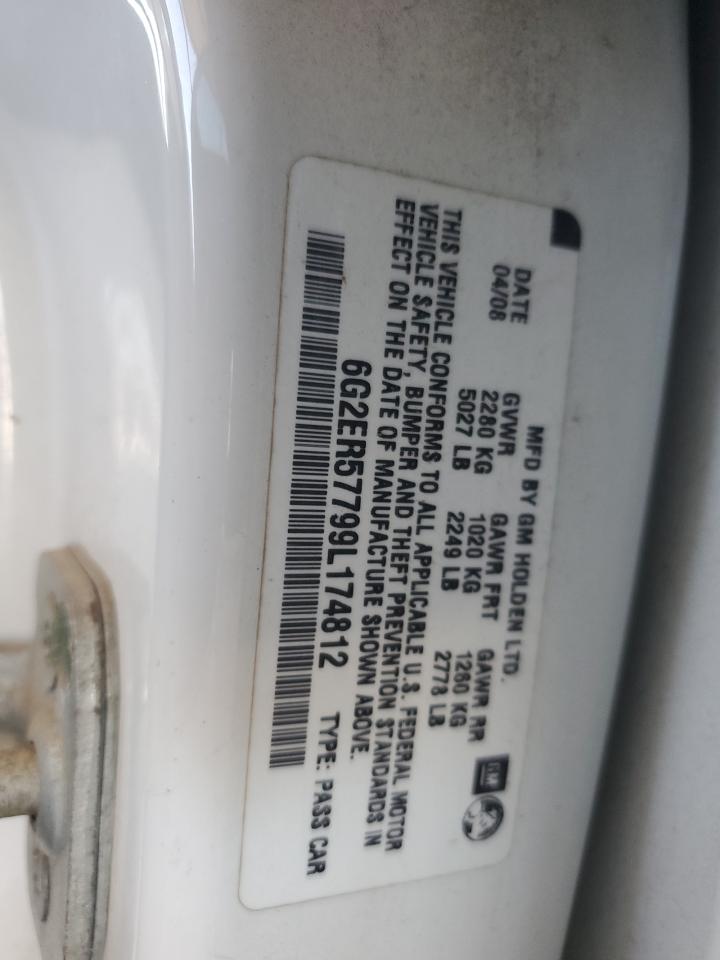 MFD BY GM HOLDEN LTD.
DATE GVWR GAWR FRT GAWR RR
04/08 2280 KG 1020 KG 1260 KG
5027 LB 2249 LB 2778 LB
THIS VEHICLE CONFORMS TO ALL APPLICABLE U.S. FEDERAL MOTOR
VEHICLE SAFETY, BUMPER AND THEFT PREVENTION STANDARDS IN
EFFECT ON THE DATE OF MANUFACTURE SHOWN ABOVE.
6G2ER57799L174812 TYPE: PASS CAR
GM